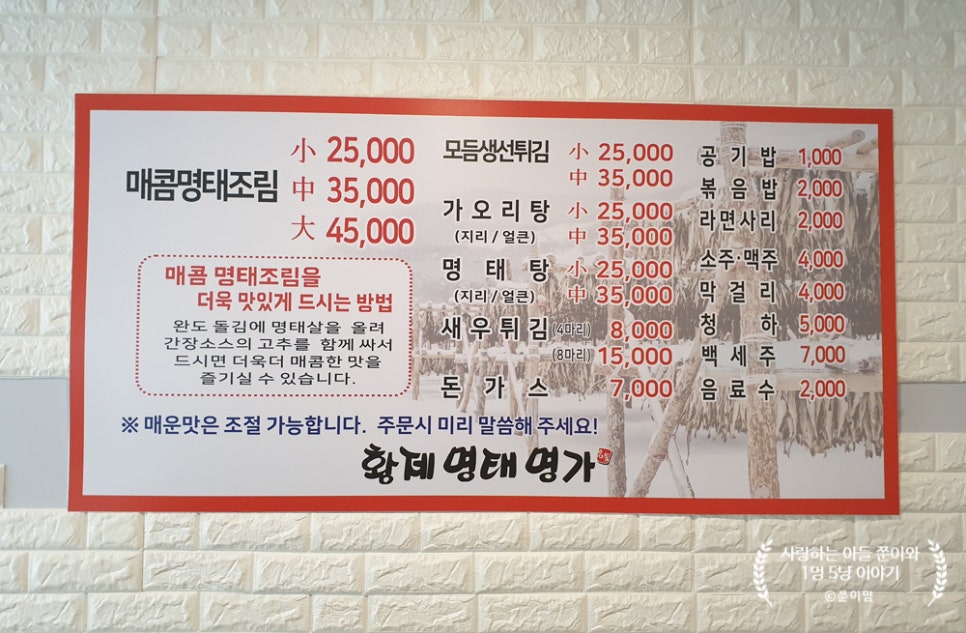 매콤명태조림
小 25,000
中 35,000
大 45,000
매콤 명태조림을
더욱 맛있게 드시는 방법
완도 돌김에 명태살을 올려
간장소스의 고추를 함께 싸서
드시면 더욱더 매콤한 맛을
즐기실 수 있습니다.
모듬생선튀김 小 25,000
中 35,000
가오리탕 小 25,000
(지리/얼큰) 中 35,000
명태탕 小 25,000
(지리/얼큰) 中 35,000
새우튀김 (4마리) 8,000
(8마리) 15,000
돈가스 7,000
공기밥 1,000
볶음밥 2,000
라면사리 2,000
소주·맥주 4,000
막걸리 4,000
청하 5,000
백세주 7,000
음료수 2,000
※ 매운맛은 조절 가능합니다. 주문시 미리 말씀해 주세요!
황제명태명가
사랑하는 아들 쭌이와
1멍 5냥 이야기
©쭌이맘